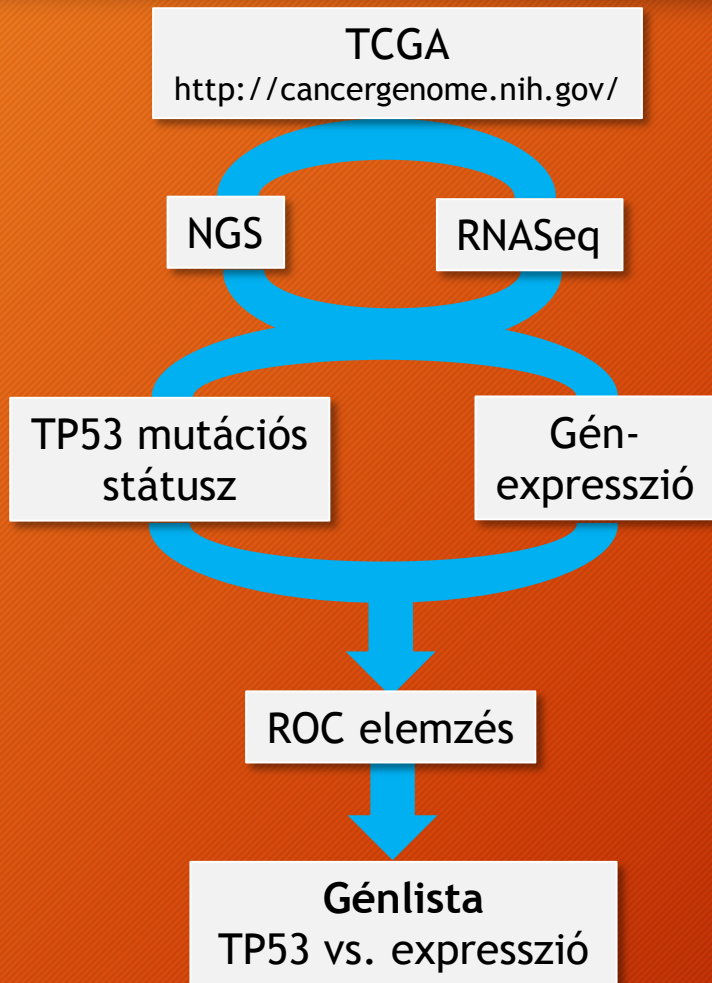 TCGA
http://cancergenome.nih.gov/
NGS
RNASeq
TP53 mutációs
státusz
Gén-
expresszió
ROC elemzés
Génlista
TP53 vs. expresszió